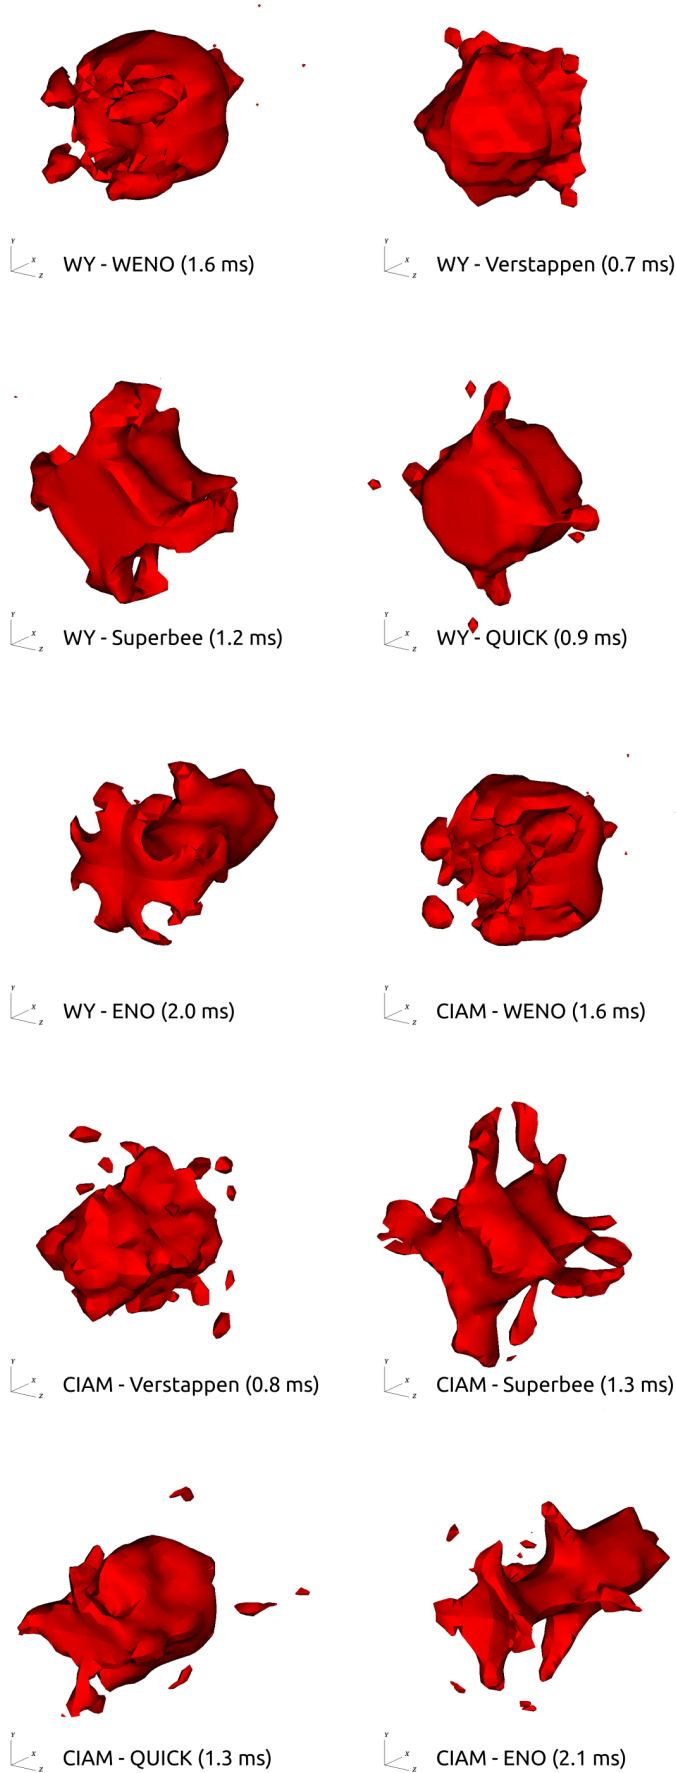 Y
X
Z
WY - WENO (1.6 ms)
Y
X
Z
WY - Verstappen (0.7 ms)
Y
X
Z
WY - Superbee (1.2 ms)
Y
X
Z
WY - QUICK (0.9 ms)
Y
X
Z
WY - ENO (2.0 ms)
Y
X
Z
CIAM - WENO (1.6 ms)
Y
X
Z
CIAM - Verstappen (0.8 ms)
Y
X
Z
CIAM - Superbee (1.3 ms)
Y
X
Z
CIAM - QUICK (1.3 ms)
Y
X
Z
CIAM - ENO (2.1 ms)